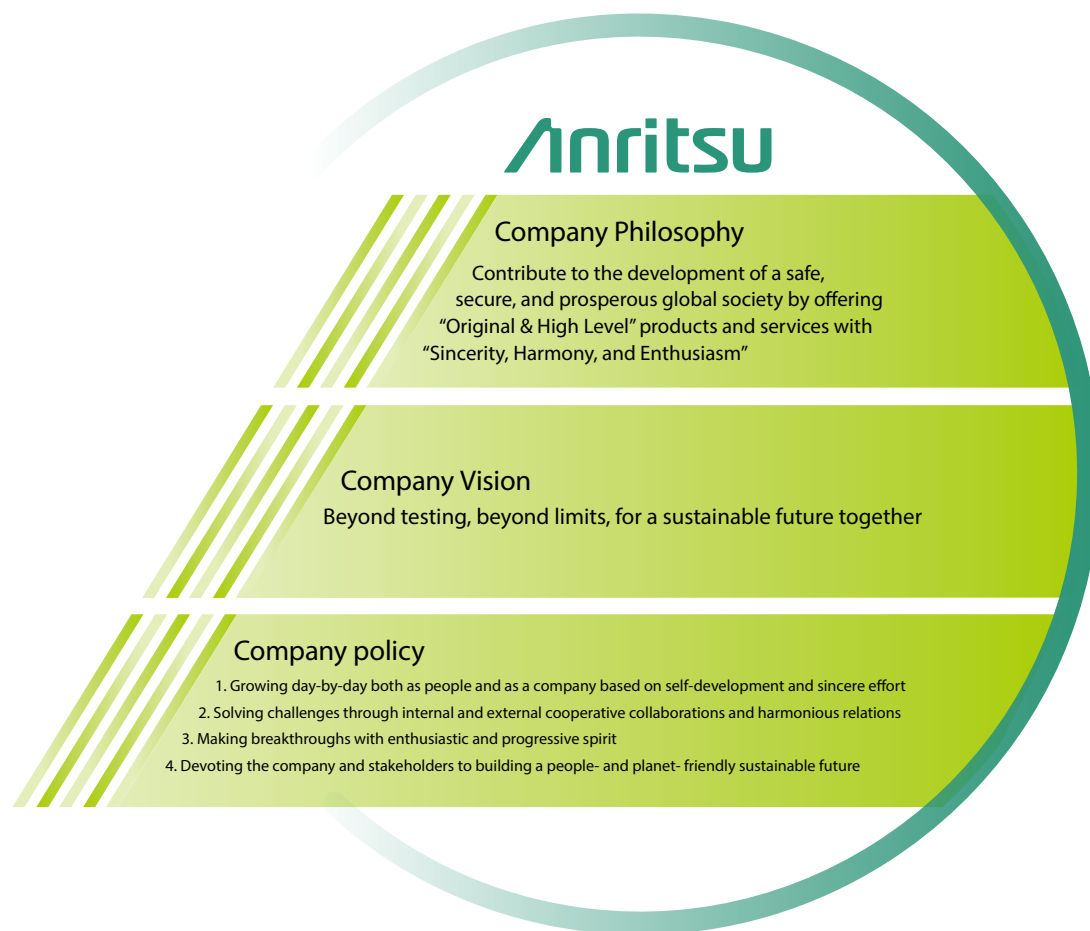 Anritsu
Company Philosophy
Contribute to the development of a safe,
secure, and prosperous global society by offering
“Original & High Level” products and services with
“Sincerity, Harmony, and Enthusiasm”
Company Vision
Beyond testing, beyond limits, for a sustainable future together
Company policy
1. Growing day-by-day both as people and as a company based on self-development and sincere effort
2. Solving challenges through internal and external cooperative collaborations and harmonious relations
3. Making breakthroughs with enthusiastic and progressive spirit
4. Devoting the company and stakeholders to building a people- and planet- friendly sustainable future